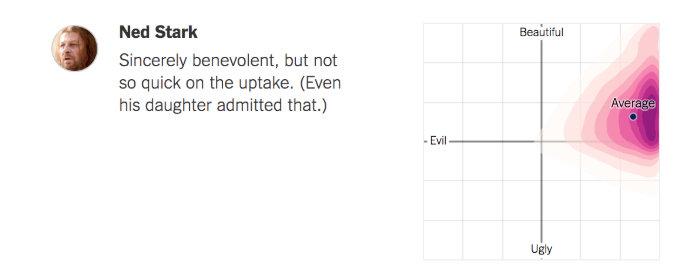 Ned Stark
Sincerely benevolent, but not
so quick on the uptake. (Even
his daughter admitted that.)
Beautiful
Average
Evil
Ugly